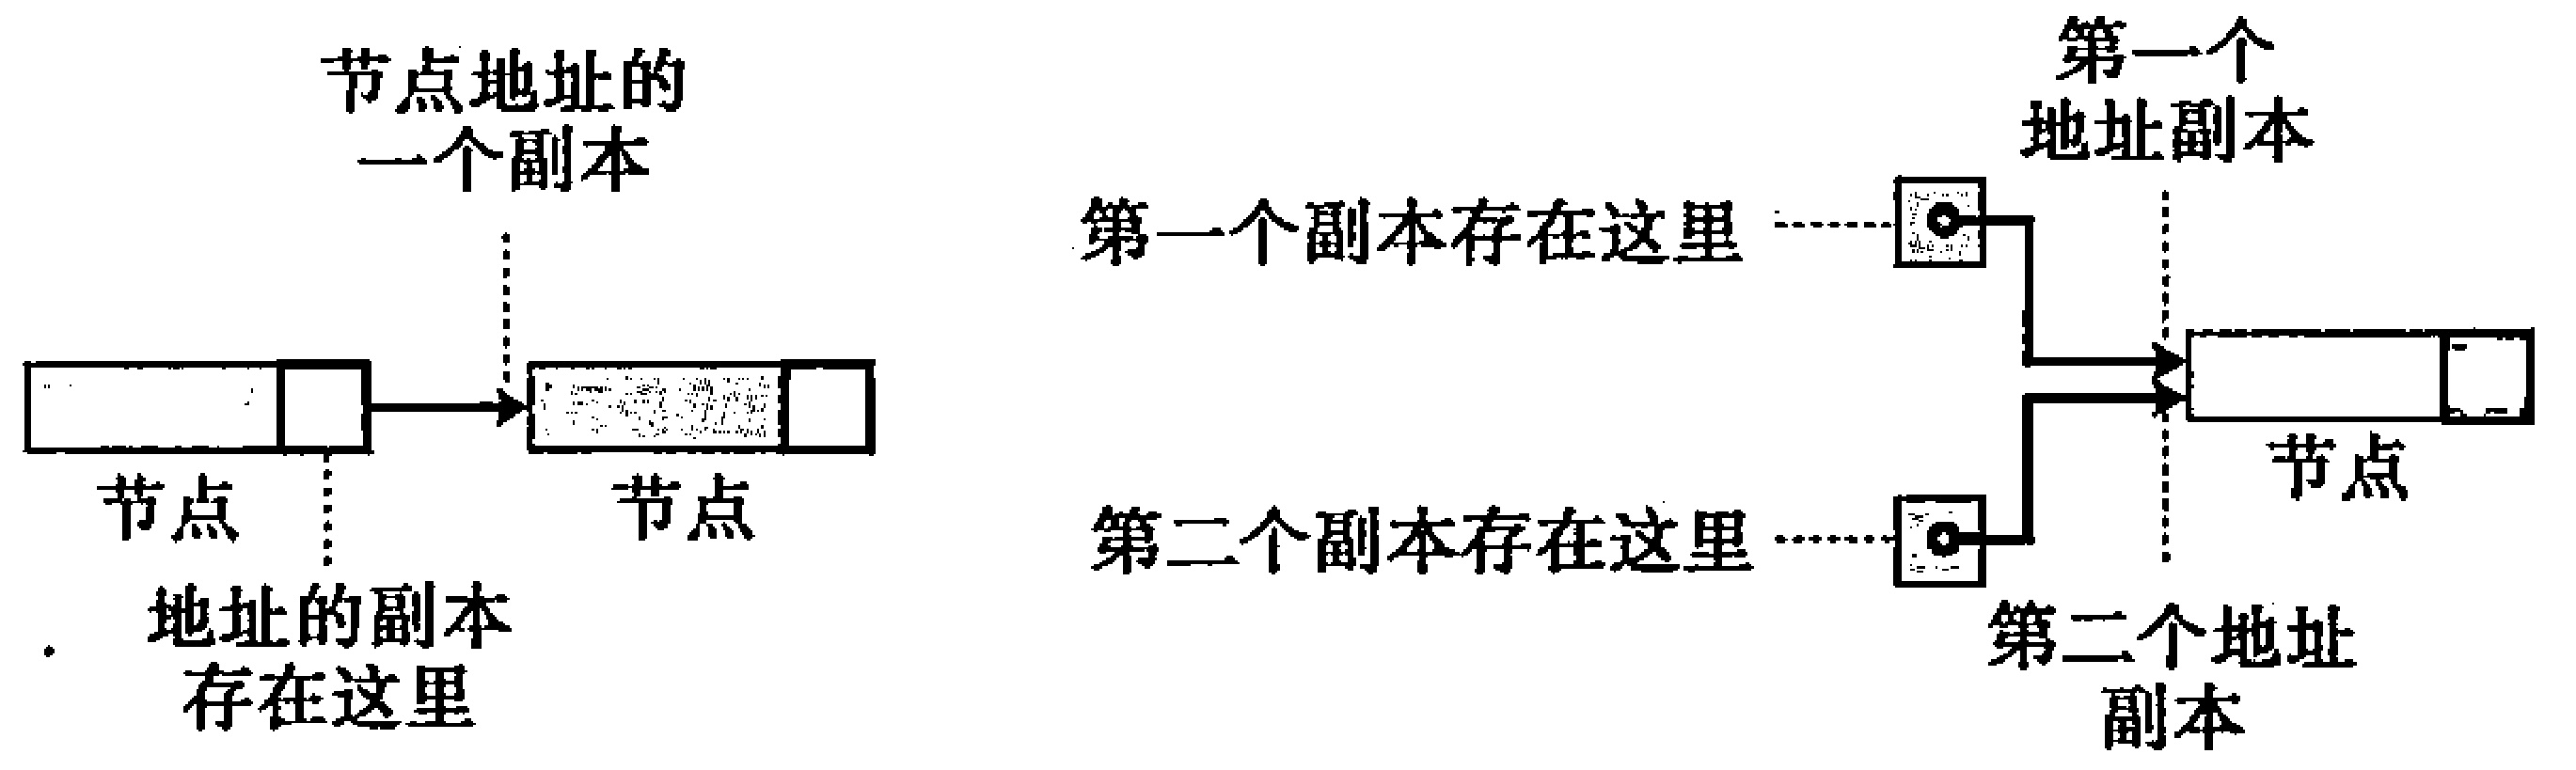 节点地址的
一个副本
节点
节点
地址的副本
存在这里
第一个
地址副本
第一个副本存在这里
节点
第二个副本存在这里
第二个地址
副本